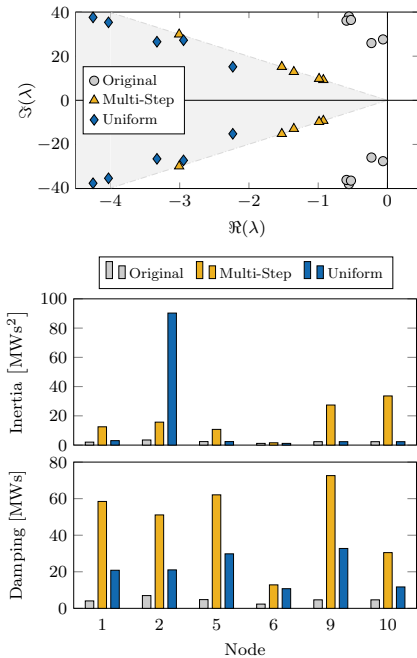 40
20
0
−20
−40
ℑ(λ)
Original
Multi-Step
Uniform
−4 −3 −2 −1 0
ℜ(λ)
Original Multi-Step Uniform
100
80
60
40
20
0
Inertia [MWs²]
80
60
40
20
0
Damping [MWs]
1 2 5 6 9 10
Node